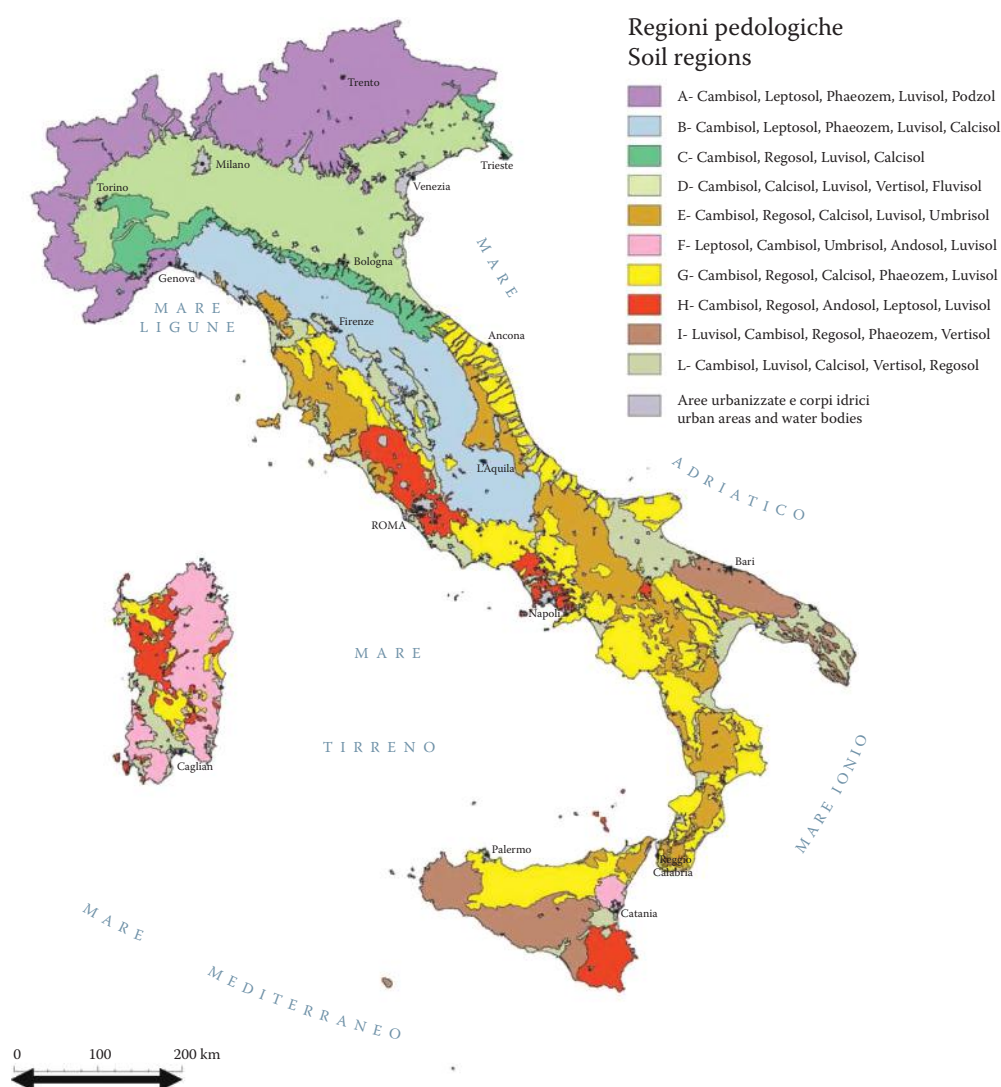 Regioni pedologiche
Soil regions
A- Cambisol, Leptosol, Phaeozem, Luvisol, Podzol
B- Cambisol, Leptosol, Phaeozem, Luvisol, Calcisol
C- Cambisol, Regosol, Luvisol, Calcisol
D- Cambisol, Calcisol, Luvisol, Vertisol, Fluvisol
E- Cambisol, Regosol, Calcisol, Luvisol, Umbrisol
F- Leptosol, Cambisol, Umbrisol, Andosol, Luvisol
G- Cambisol, Regosol, Calcisol, Phaeozem, Luvisol
H- Cambisol, Regosol, Andosol, Leptosol, Luvisol
I- Luvisol, Cambisol, Regosol, Phaeozem, Vertisol
L- Cambisol, Luvisol, Calcisol, Vertisol, Regosol
Aree urbanizzate e corpi idrici
urban areas and water bodies
Trento
Milano
Trieste
Torino
Venezia
Bologna
Genova
MARE
MARE
LIGUNE
Firenze
Ancona
L'Aquila
ADRIATICO
ROMA
Bari
Napoli
MARE
TIRRENO
Caglian
MARE IONIO
Palermo
Reggio
Calabria
Catania
MARE
MEDITERRANEO
0 100 200 km